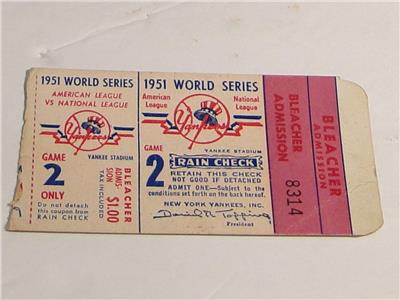 1951 WORLD SERIES
AMERICAN LEAGUE
VS NATIONAL LEAGUE
Yankees
YANKEE STADIUM
GAME
2
ONLY
Do not detach
this coupon from
RAIN CHECK
BLEACHER
ADMIS-
SION
$1.00
TAX INCLUDED
1951 WORLD SERIES
American
League
National
League
Yankees
YANKEE STADIUM
GAME
2
RAIN CHECK
RETAIN THIS CHECK
NOT GOOD IF DETACHED
ADMIT ONE—Subject to the
conditions set forth on the back hereof.
NEW YORK YANKEES, INC.
Daniel R. Topping
President
BLEACHER
ADMISSION
8314
BLEACHER
ADMISSION